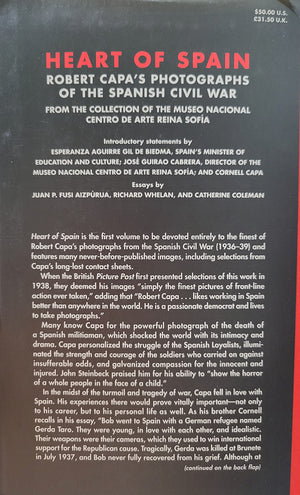 $50.00 U.S.
£31.50 U.K.
HEART OF SPAIN
ROBERT CAPA'S PHOTOGRAPHS
OF THE SPANISH CIVIL WAR
FROM THE COLLECTION OF THE MUSEO NACIONAL
CENTRO DE ARTE REINA SOFÍA
Introductory statements by
ESPERANZA AGUIRRE GIL DE BIEDMA, SPAIN'S MINISTER OF
EDUCATION AND CULTURE; JOSÉ GUIRAO CABRERA, DIRECTOR OF THE
MUSEO NACIONAL CENTRO DE ARTE REINA SOFÍA; AND CORNELL CAPA
Essays by
JUAN P. FUSI AIZPÚRUA, RICHARD WHELAN, AND CATHERINE COLEMAN
Heart of Spain is the first volume to be devoted entirely to the finest of
Robert Capa's photographs from the Spanish Civil War (1936–39) and
features many never-before-published images, including selections from
Capa's long-lost contact sheets.
When the British Picture Post first presented selections of this work in
1938, they deemed his images "simply the finest pictures of front-line
action ever taken," adding that "Robert Capa . . . likes working in Spain
better than anywhere in the world. He is a passionate democrat and lives
to take photographs."
Many know Capa for the powerful photograph of the death of
a Spanish militiaman, which shocked the world with its intimacy and
drama. Capa personalized the struggle of the Spanish Loyalists, illumi-
nated the strength and courage of soldiers who carried on against
insufferable odds, and galvanized compassion for the innocent and
injured. John Steinbeck praised him for his ability to "show the horror
of a whole people in the face of a child."
In the midst of the turmoil and tragedy of war, Capa fell in love with
Spain. His experiences there would prove vitally important—not only
to his career, but to his personal life as well. As his brother Cornell
recalls in his essay, "Bob went to Spain with a German refugee named
Gerda Taro. They were young, in love with each other, and idealistic.
Their weapons were their cameras, which they used to win international
support for the Republican cause. Tragically, Gerda was killed at Brunete
in July 1937, and Bob never fully recovered from his grief. Although at
(continued on the back flap)